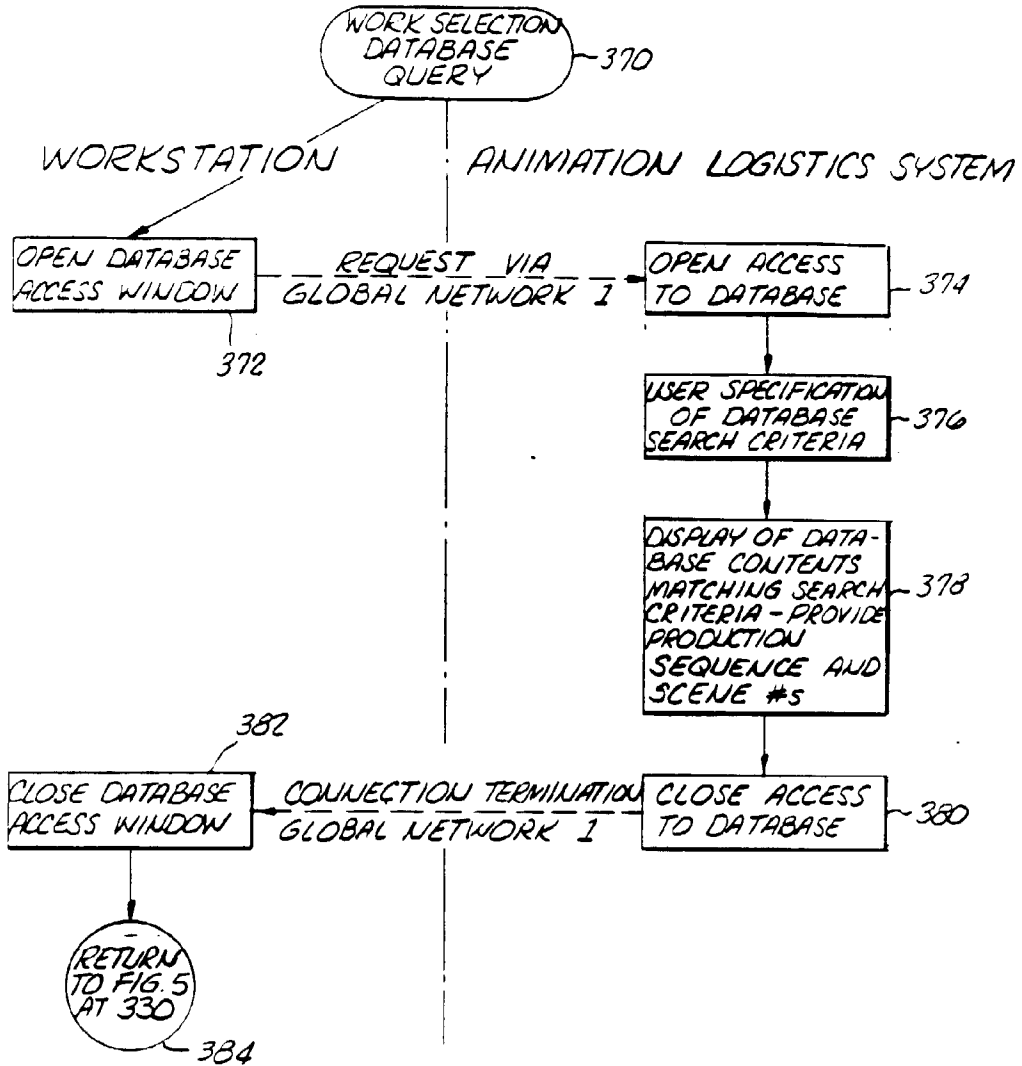 WORK SELECTION
DATABASE
QUERY
370
WORKSTATION
ANIMATION LOGISTICS SYSTEM
OPEN DATABASE
ACCESS WINDOW
372
REQUEST VIA
GLOBAL NETWORK 1
OPEN ACCESS
TO DATABASE
374
USER SPECIFICATION
OF DATABASE
SEARCH CRITERIA
376
DISPLAY OF DATA-
BASE CONTENTS
MATCHING SEARCH
CRITERIA - PROVIDE
PRODUCTION
SEQUENCE AND
SCENE #s
378
382
CLOSE DATABASE
ACCESS WINDOW
CONNECTION TERMINATION
GLOBAL NETWORK 1
CLOSE ACCESS
TO DATABASE
380
RETURN
TO FIG. 5
AT 330
384